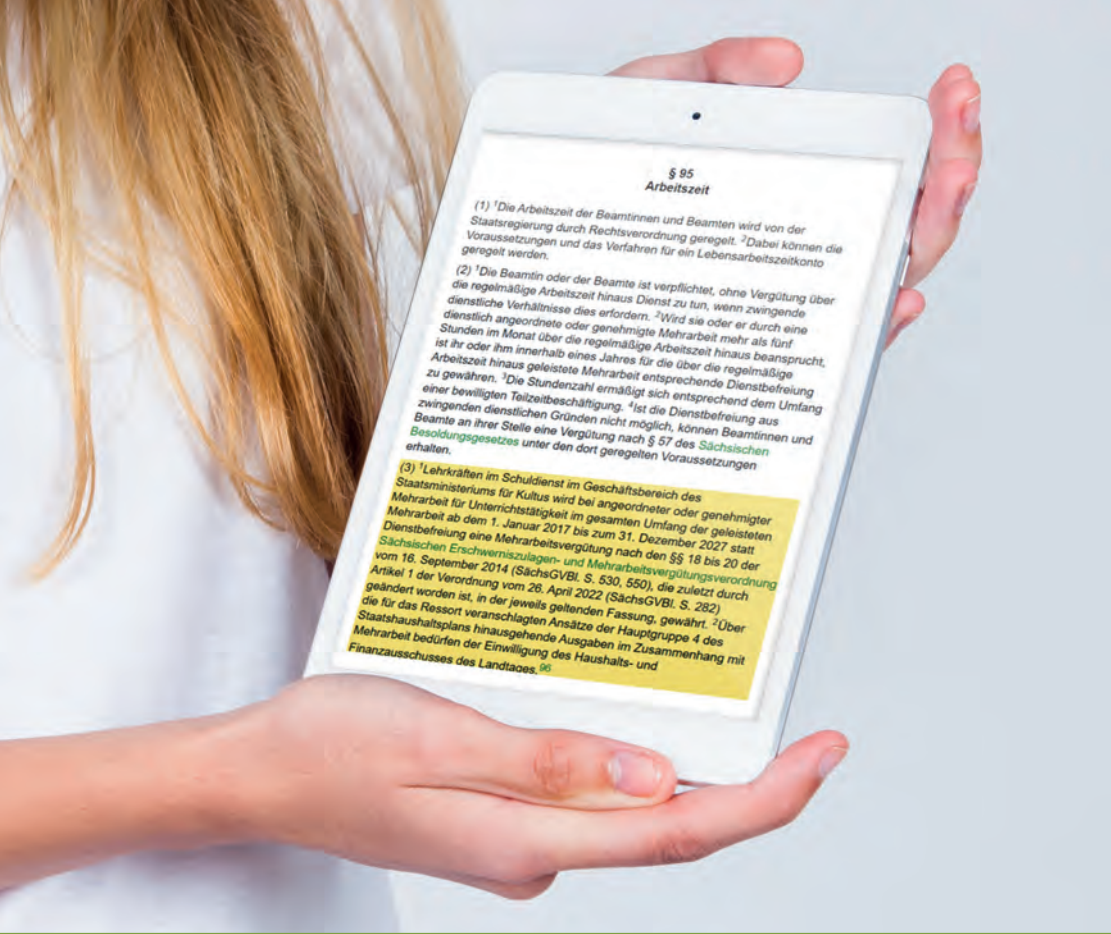 § 95
Arbeitszeit
(1) ¹Die Arbeitszeit der Beamtinnen und Beamten wird von der
Staatsregierung durch Rechtsverordnung geregelt. ²Dabei können die
Voraussetzungen und das Verfahren für ein Lebensarbeitszeitkonto
geregelt werden.
(2) ¹Die Beamtin oder der Beamte ist verpflichtet, ohne Vergütung über
die regelmäßige Arbeitszeit hinaus Dienst zu tun, wenn zwingende
dienstliche Verhältnisse dies erfordern. ²Wird sie oder er durch eine
dienstlich angeordnete oder genehmigte Mehrarbeit mehr als fünf
Stunden im Monat über die regelmäßige Arbeitszeit hinaus beansprucht,
ist ihr oder ihm innerhalb eines Jahres für die über die regelmäßige
Arbeitszeit hinaus geleistete Mehrarbeit entsprechende Dienstbefreiung
zu gewähren. ³Die Stundenzahl ermäßigt sich entsprechend dem Umfang
einer bewilligten Teilzeitbeschäftigung. ⁴Ist die Dienstbefreiung aus
zwingenden dienstlichen Gründen nicht möglich, können Beamtinnen und
Beamte an ihrer Stelle eine Vergütung nach § 57 des Sächsischen
Besoldungsgesetzes unter den dort geregelten Voraussetzungen
erhalten.
(3) ¹Lehrkräften im Schuldienst im Geschäftsbereich des
Staatsministeriums für Kultus wird bei angeordneter oder genehmigter
Mehrarbeit für Unterrichtstätigkeit im gesamten Umfang der geleisteten
Mehrarbeit ab dem 1. Januar 2017 bis zum 31. Dezember 2027 statt
Dienstbefreiung eine Mehrarbeitsvergütung nach den §§ 18 bis 20 der
Sächsischen Erschwerniszulagen- und Mehrarbeitsvergütungsverordnung
vom 16. September 2014 (SächsGVBl. S. 530, 550), die zuletzt durch
Artikel 1 der Verordnung vom 26. April 2022 (SächsGVBl. S. 282)
geändert worden ist, in der jeweils geltenden Fassung, gewährt. ²Über
die für das Ressort veranschlagten Ansätze der Hauptgruppe 4 des
Staatshaushaltsplans hinausgehende Ausgaben im Zusammenhang mit
Mehrarbeit bedürfen der Einwilligung des Haushalts- und
Finanzausschusses des Landtages.⁹⁶